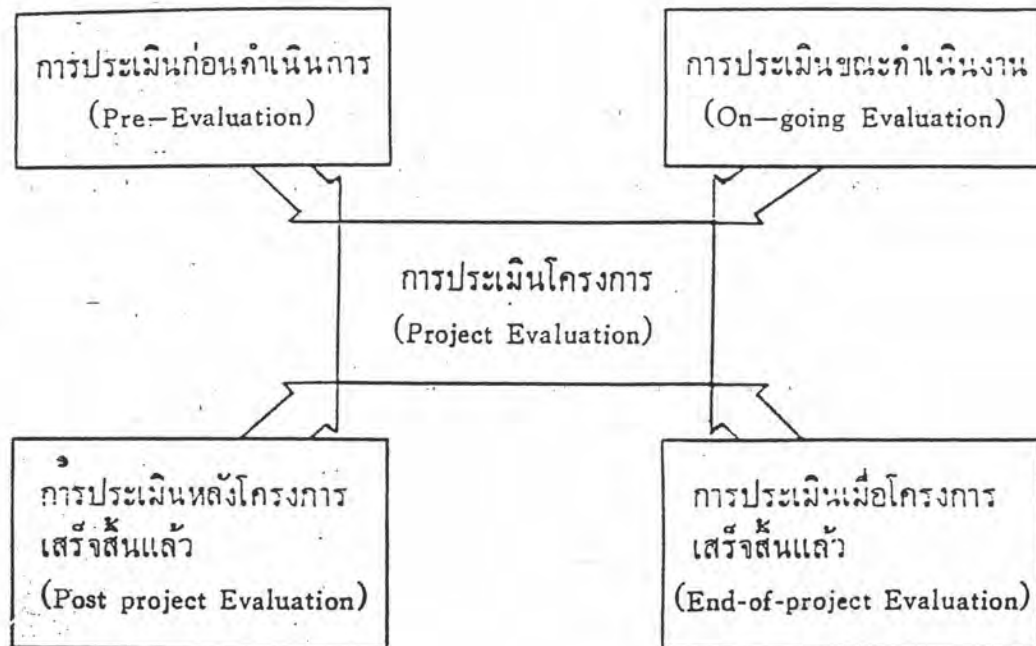 การประเมินก่อนดำเนินการ
(Pre-Evaluation)
การประเมินขณะดำเนินงาน
(On-going Evaluation)
การประเมินโครงการ
(Project Evaluation)
การประเมินหลังโครงการ
เสร็จสิ้นแล้ว
(Post project Evaluation)
การประเมินเมื่อโครงการ
เสร็จสิ้นแล้ว
(End-of-project Evaluation)